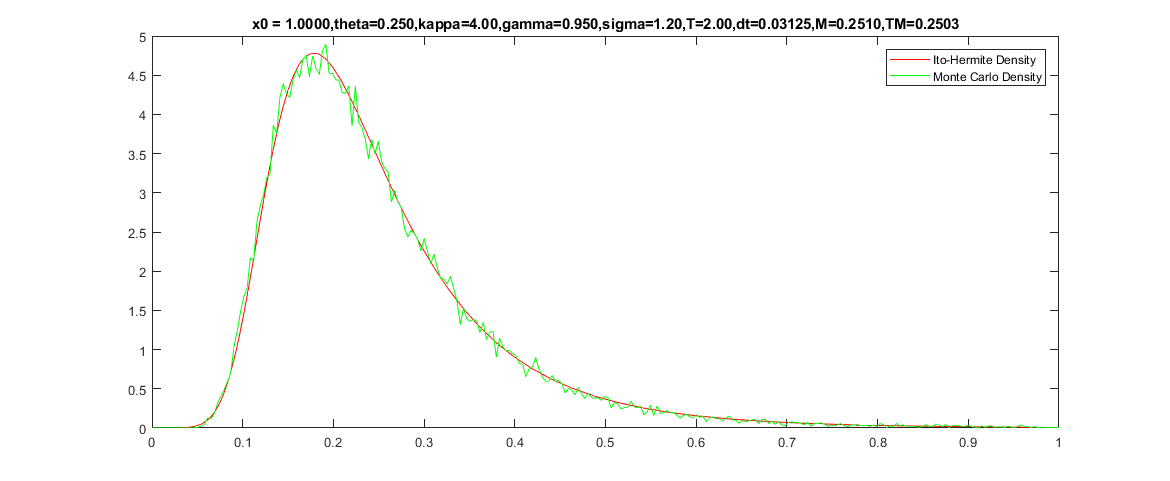 x0 = 1.0000,theta=0.250,kappa=4.00,gamma=0.950,sigma=1.20,T=2.00,dt=0.03125,M=0.2510,TM=0.2503
Ito-Hermite Density
Monte Carlo Density
5
4.5
4
3.5
3
2.5
2
1.5
1
0.5
0
0 0.1 0.2 0.3 0.4 0.5 0.6 0.7 0.8 0.9 1